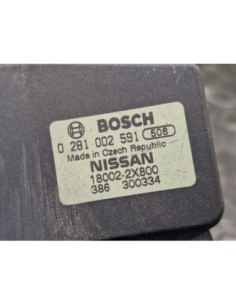 BOSCH
0 281 002 591 506
Made in Czech Republic
NISSAN
18002-2X800
386 300334